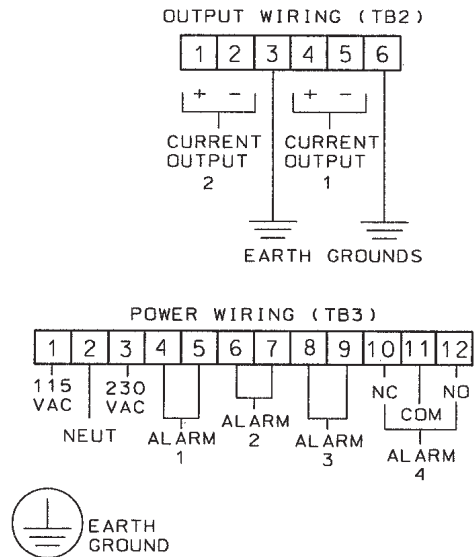 OUTPUT WIRING (TB2)
1 2 3 4 5 6
+ - + -
CURRENT OUTPUT 2
CURRENT OUTPUT 1
EARTH GROUNDS
POWER WIRING (TB3)
1 2 3 4 5 6 7 8 9 10 11 12
115 VAC
NEUT
230 VAC
ALARM 1
ALARM 2
ALARM 3
NC
COM
NO
ALARM 4
EARTH GROUND